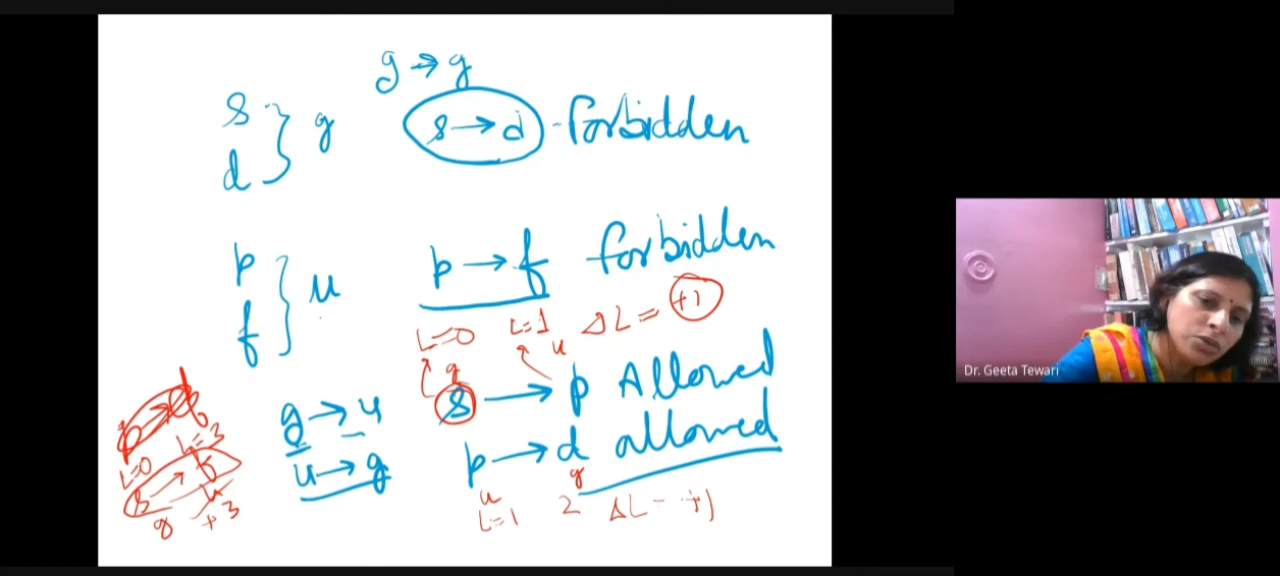 g → g
s
d } g
s → d - forbidden
p
f } u
p → f forbidden
L=0 L=1 ΔL = +1
g u
s → p Allowed
g → u
p → d allowed
u → g
u g
L=1 2 ΔL = +1
L=0 L=3
s → f
g u
+3
Dr. Geeta Tewari